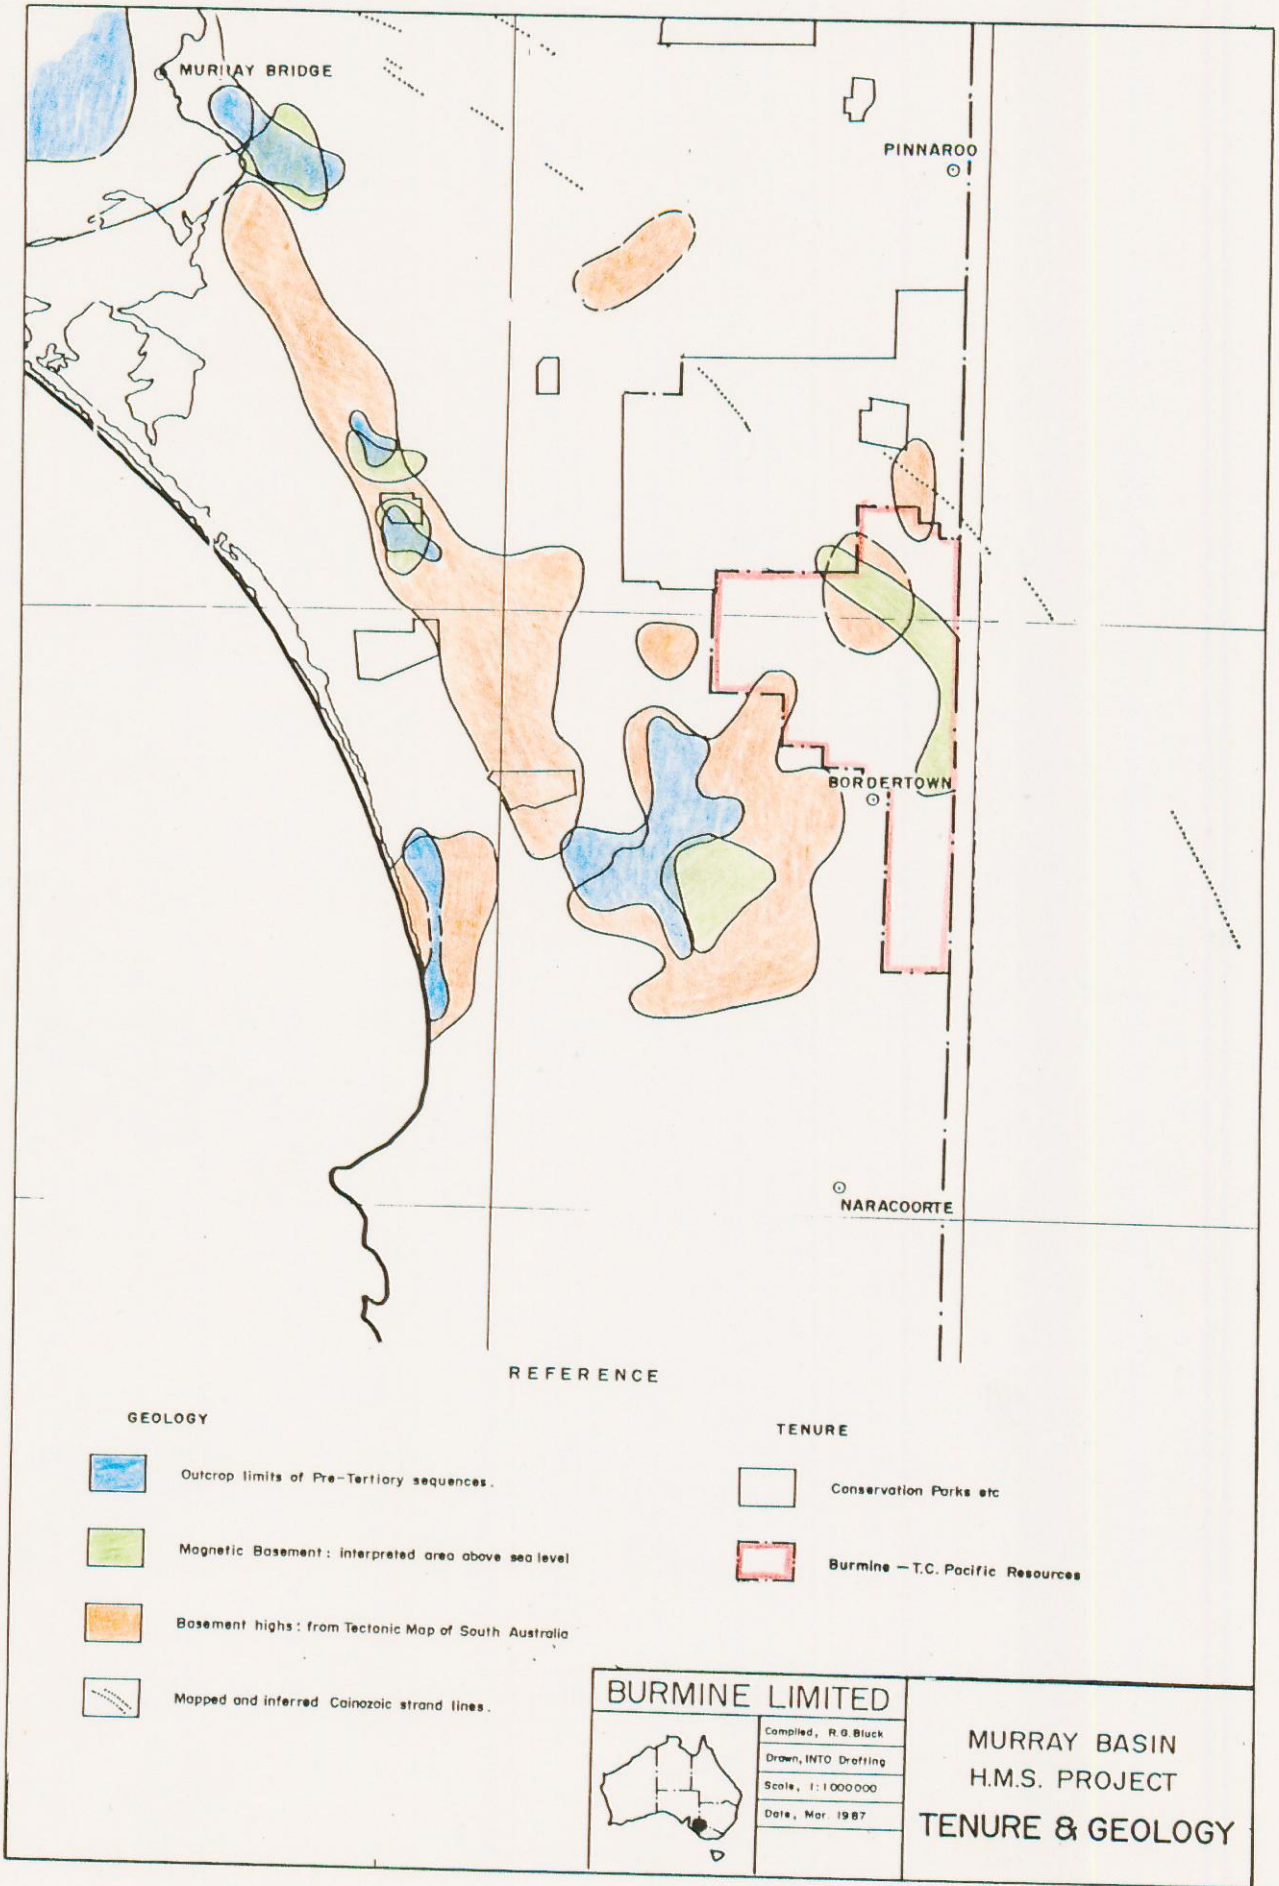 MURRAY BRIDGE
PINNAROO
BORDERTOWN
NARACOORTE
REFERENCE
GEOLOGY
Outcrop limits of Pre-Tertiary sequences.
Magnetic Basement: interpreted area above sea level
Basement highs: from Tectonic Map of South Australia
Mapped and inferred Cainozoic strand lines.
TENURE
Conservation Parks etc
Burmine — T.C. Pacific Resources
BURMINE LIMITED
Compiled, R.G. Bluck
Drawn, INTO Drafting
Scale, 1:1000000
Date, Mar. 1987
MURRAY BASIN
H.M.S. PROJECT
TENURE & GEOLOGY